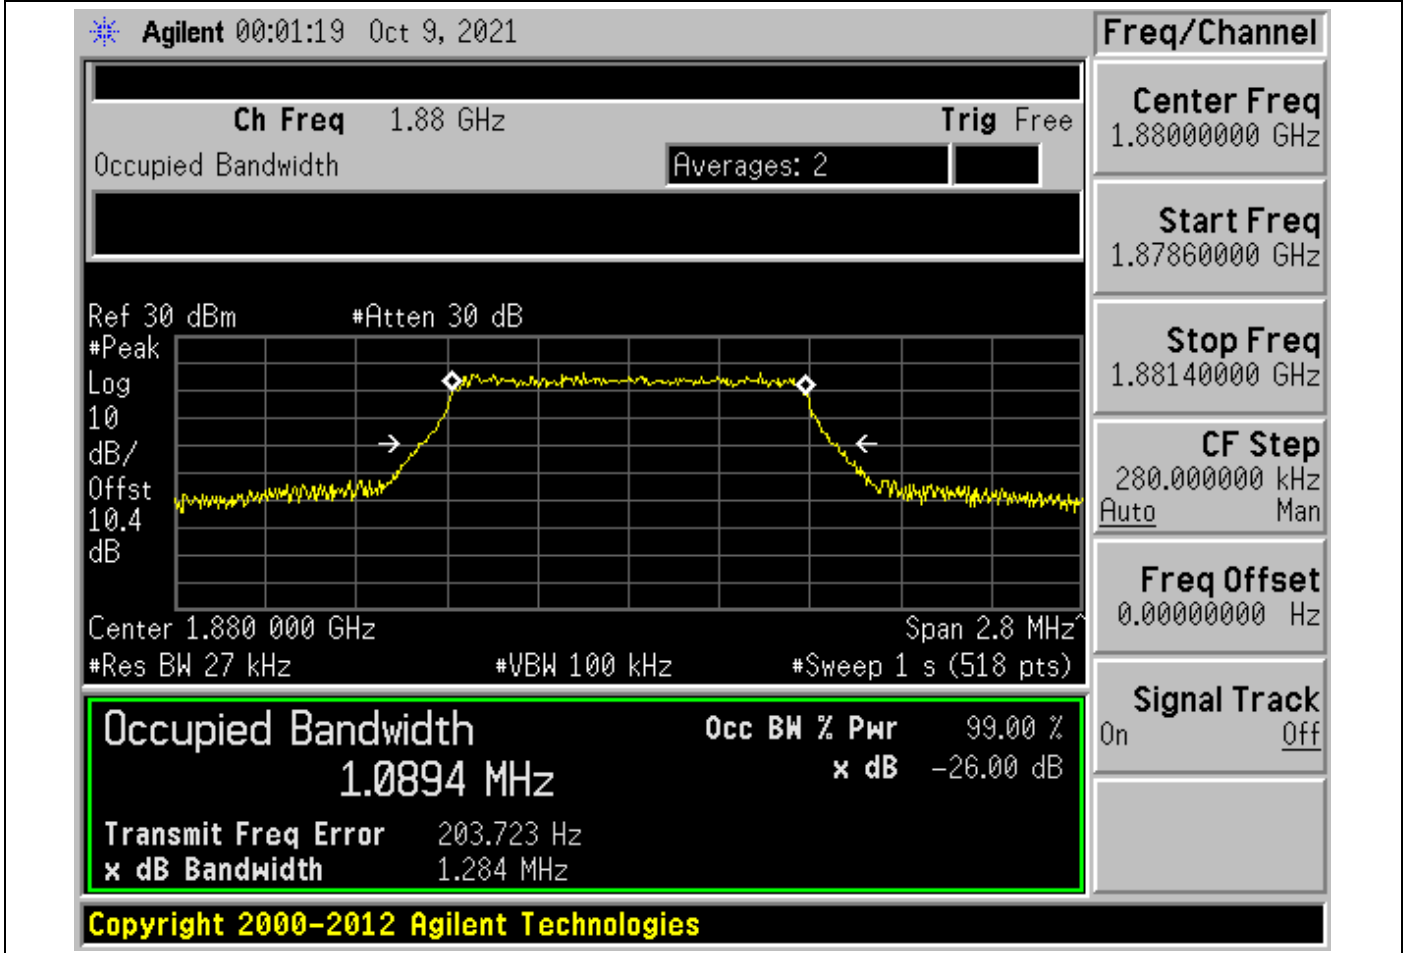 Agilent 00:01:19 Oct 9, 2021
Freq/Channel
Ch Freq 1.88 GHz Trig Free
Occupied Bandwidth Averages: 2
Center Freq
1.88000000 GHz
Start Freq
1.87860000 GHz
Stop Freq
1.88140000 GHz
CF Step
280.000000 kHz
Auto Man
Freq Offset
0.00000000 Hz
Signal Track
On Off
Ref 30 dBm #Atten 30 dB
#Peak
Log
10
dB/
Offst
10.4
dB
Center 1.880 000 GHz Span 2.8 MHz^
#Res BW 27 kHz #VBW 100 kHz #Sweep 1 s (518 pts)
Occupied Bandwidth Occ BW % Pwr 99.00 %
1.0894 MHz x dB -26.00 dB
Transmit Freq Error 203.723 Hz
x dB Bandwidth 1.284 MHz
Copyright 2000-2012 Agilent Technologies